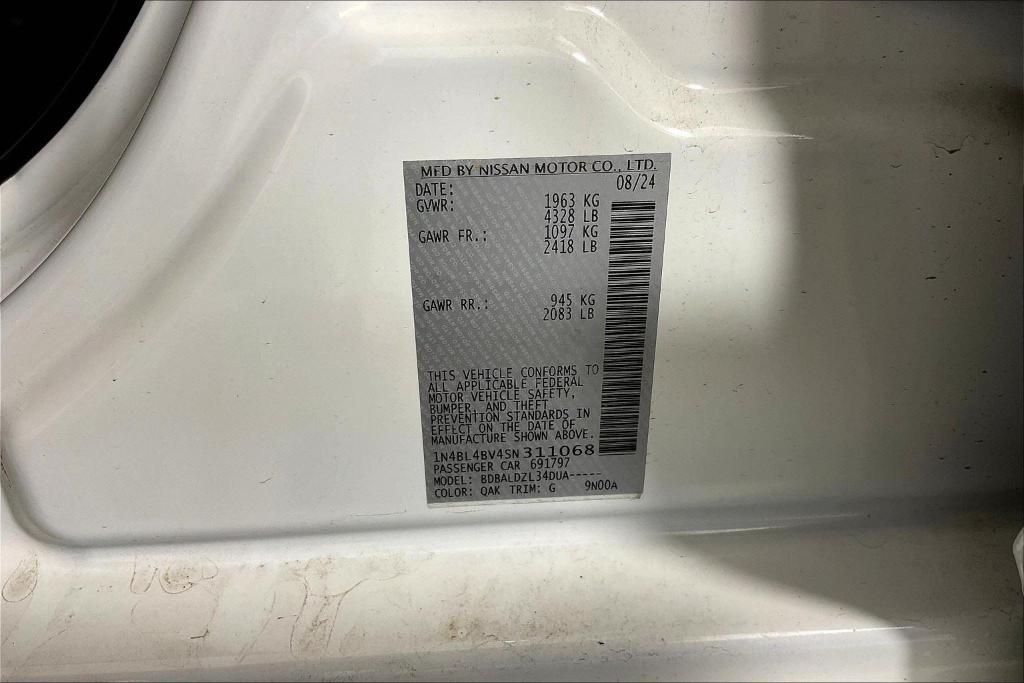 MFD BY NISSAN MOTOR CO., LTD.
DATE: 08/24
GVWR: 1963 KG
4328 LB
GAWR FR.: 1097 KG
2418 LB
GAWR RR.: 945 KG
2083 LB
THIS VEHICLE CONFORMS TO
ALL APPLICABLE FEDERAL
MOTOR VEHICLE SAFETY,
BUMPER, AND THEFT
PREVENTION STANDARDS IN
EFFECT ON THE DATE OF
MANUFACTURE SHOWN ABOVE.
1N4BL4BV4SN311068
PASSENGER CAR 691797
MODEL: BDBALDZL34DUA-----
COLOR: QAK TRIM: G 9N00A